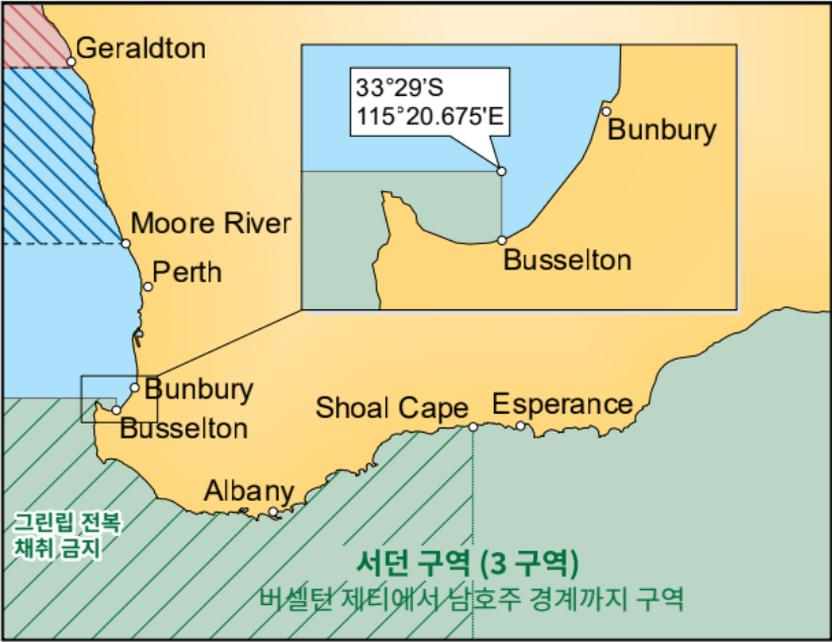 Geraldton
33°29'S
115°20.675'E
Bunbury
Moore River
Busselton
Perth
Bunbury
Shoal Cape
Esperance
Busselton
Albany
그린립 전복
채취 금지
서던 구역 (3 구역)
버셀턴 제티에서 남호주 경계까지 구역